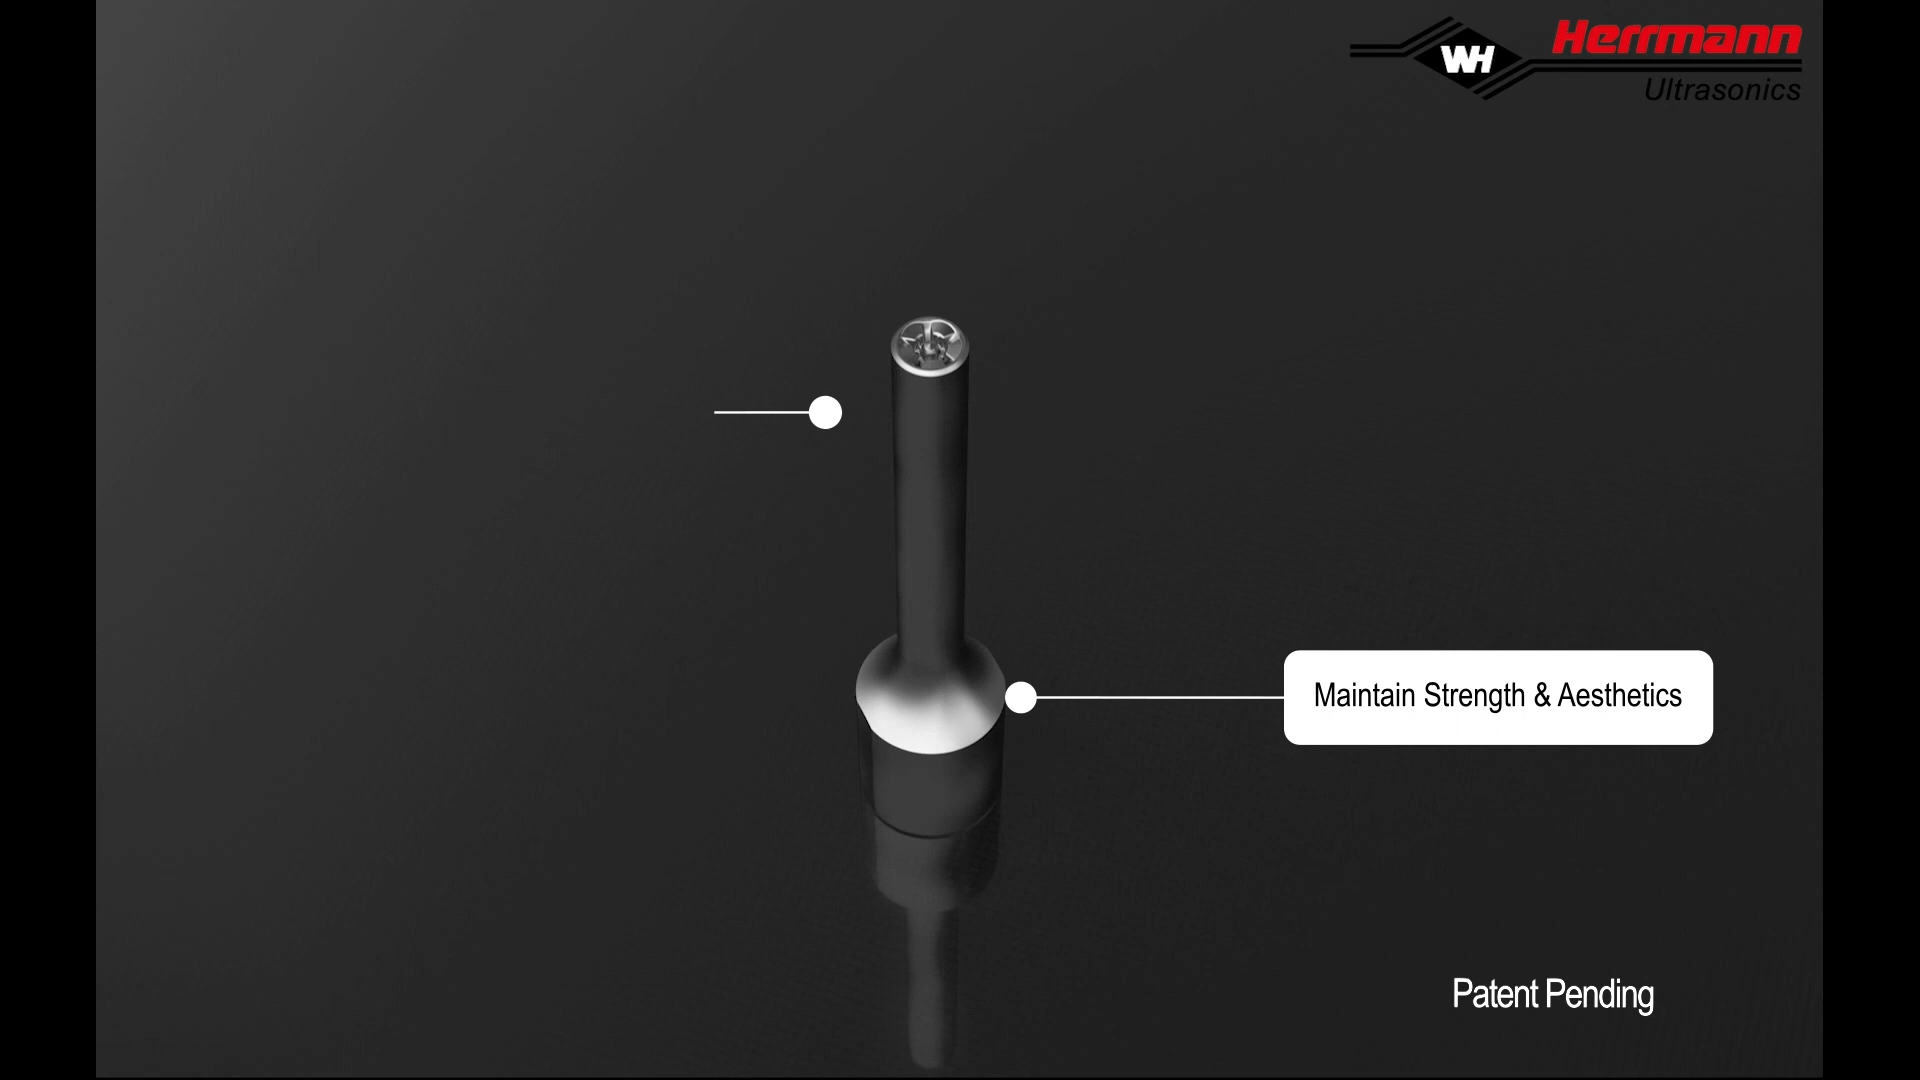 WH
Herrmann
Ultrasonics
Maintain Strength & Aesthetics
Patent Pending